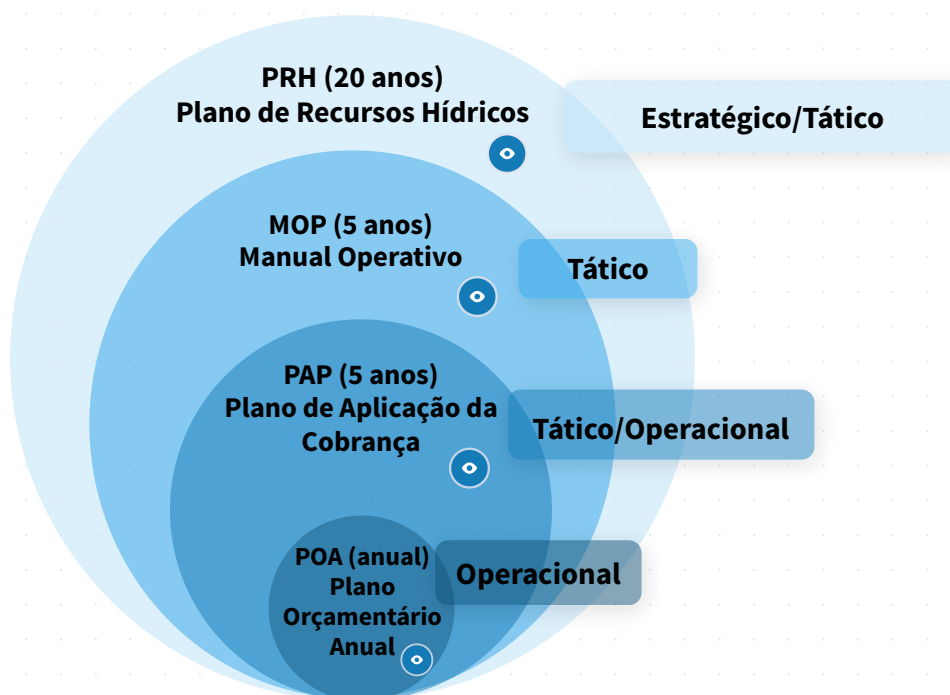 PRH (20 anos)
Plano de Recursos Hídricos
Estratégico/Tático
MOP (5 anos)
Manual Operativo
Tático
PAP (5 anos)
Plano de Aplicação da
Cobrança
Tático/Operacional
POA (anual)
Plano
Orçamentário
Anual
Operacional